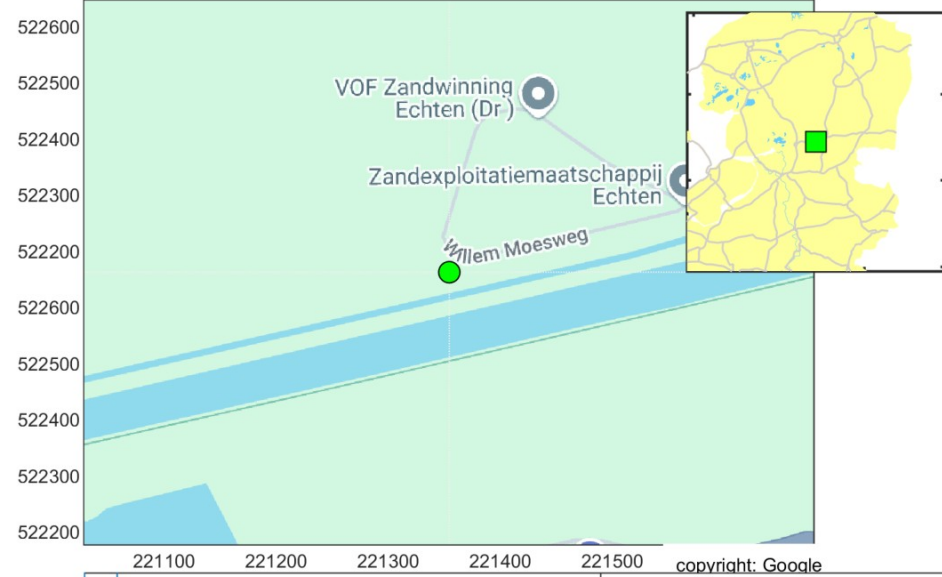 522600
522500
VOF Zandwinning
Echten (Dr )
522400
Zandexploitatiemaatschappij
Echten
522300
Willem Moesweg
522200
522600
522500
522400
522300
522200
221100 221200 221300 221400 221500
copyright: Google